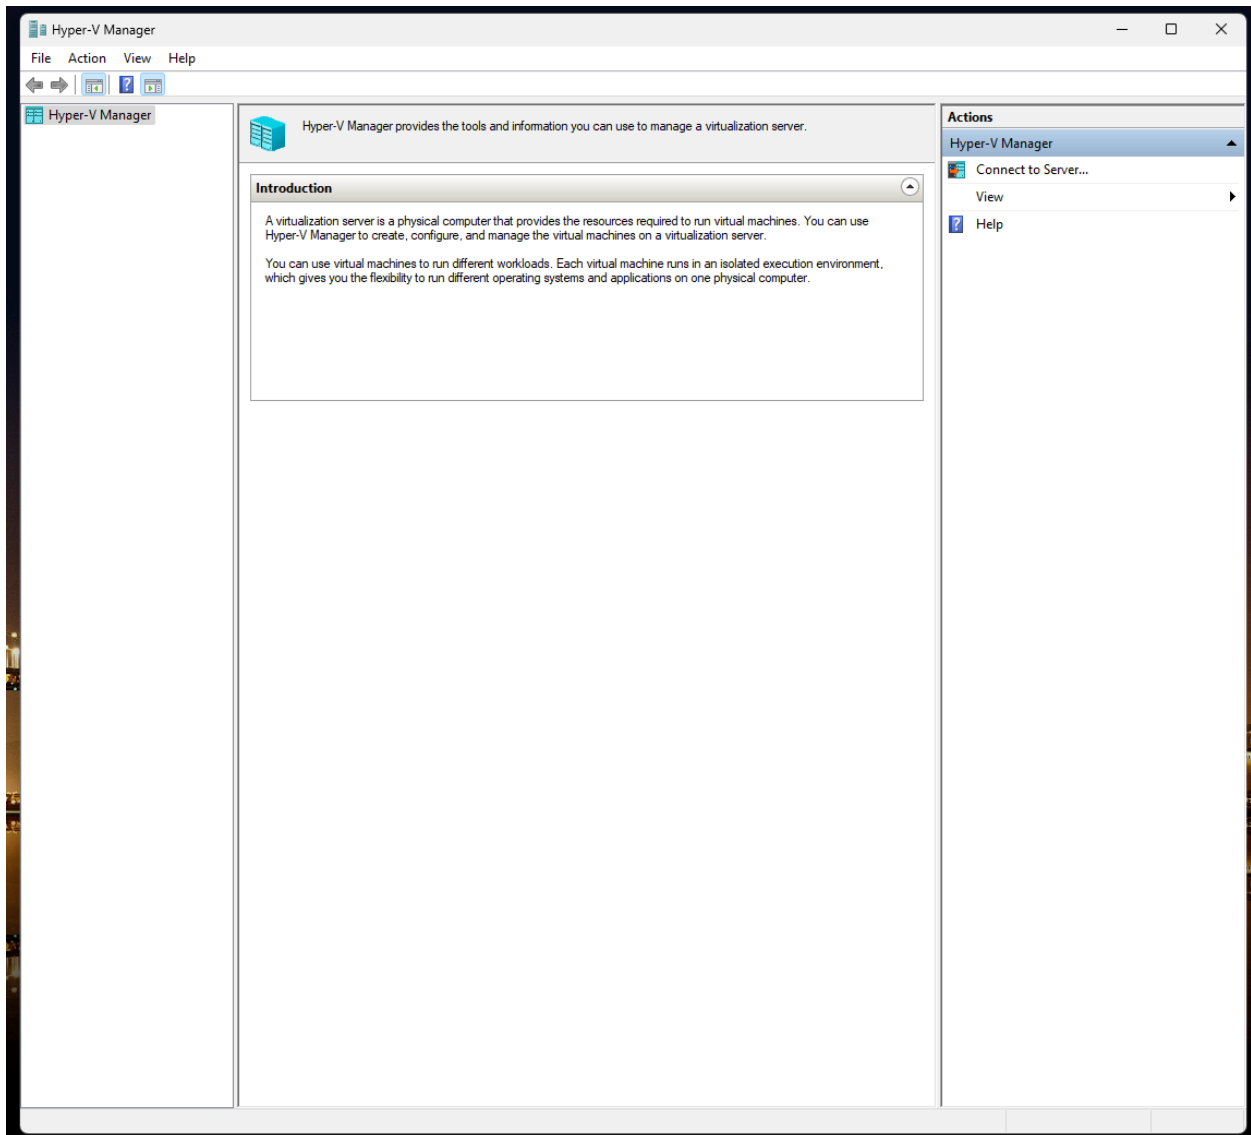 Hyper-V Manager
File Action View Help
?
Hyper-V Manager
Hyper-V Manager provides the tools and information you can use to manage a virtualization server.
Introduction
A virtualization server is a physical computer that provides the resources required to run virtual machines. You can use
Hyper-V Manager to create, configure, and manage the virtual machines on a virtualization server.
You can use virtual machines to run different workloads. Each virtual machine runs in an isolated execution environment,
which gives you the flexibility to run different operating systems and applications on one physical computer.
Actions
Hyper-V Manager
Connect to Server...
View
? Help